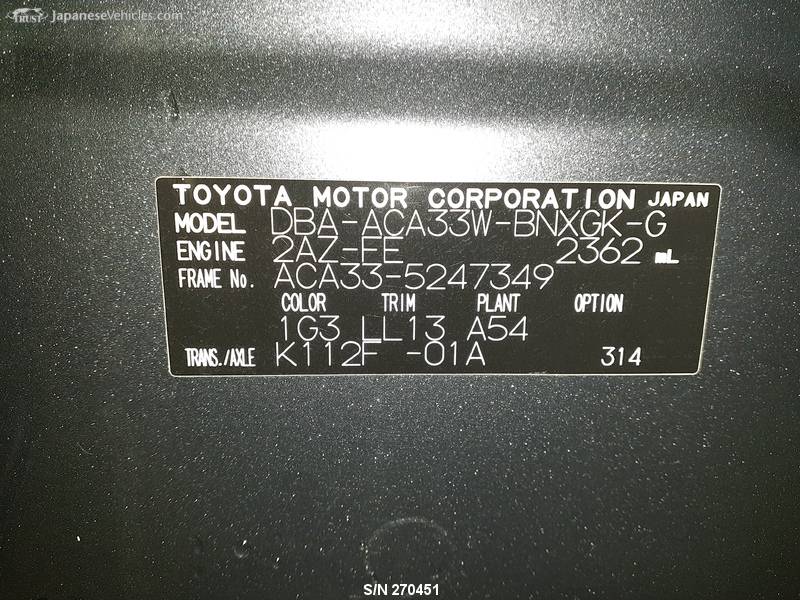 TRUST JapaneseVehicles.com
TOYOTA MOTOR CORPORATION JAPAN
MODEL DBA-ACA33W-BNXGK-G
ENGINE 2AZ-FE 2362 mL
FRAME No. ACA33-5247349
COLOR TRIM PLANT OPTION
1G3 LL13 A54
TRANS./AXLE K112F -01A 314
S/N 270451